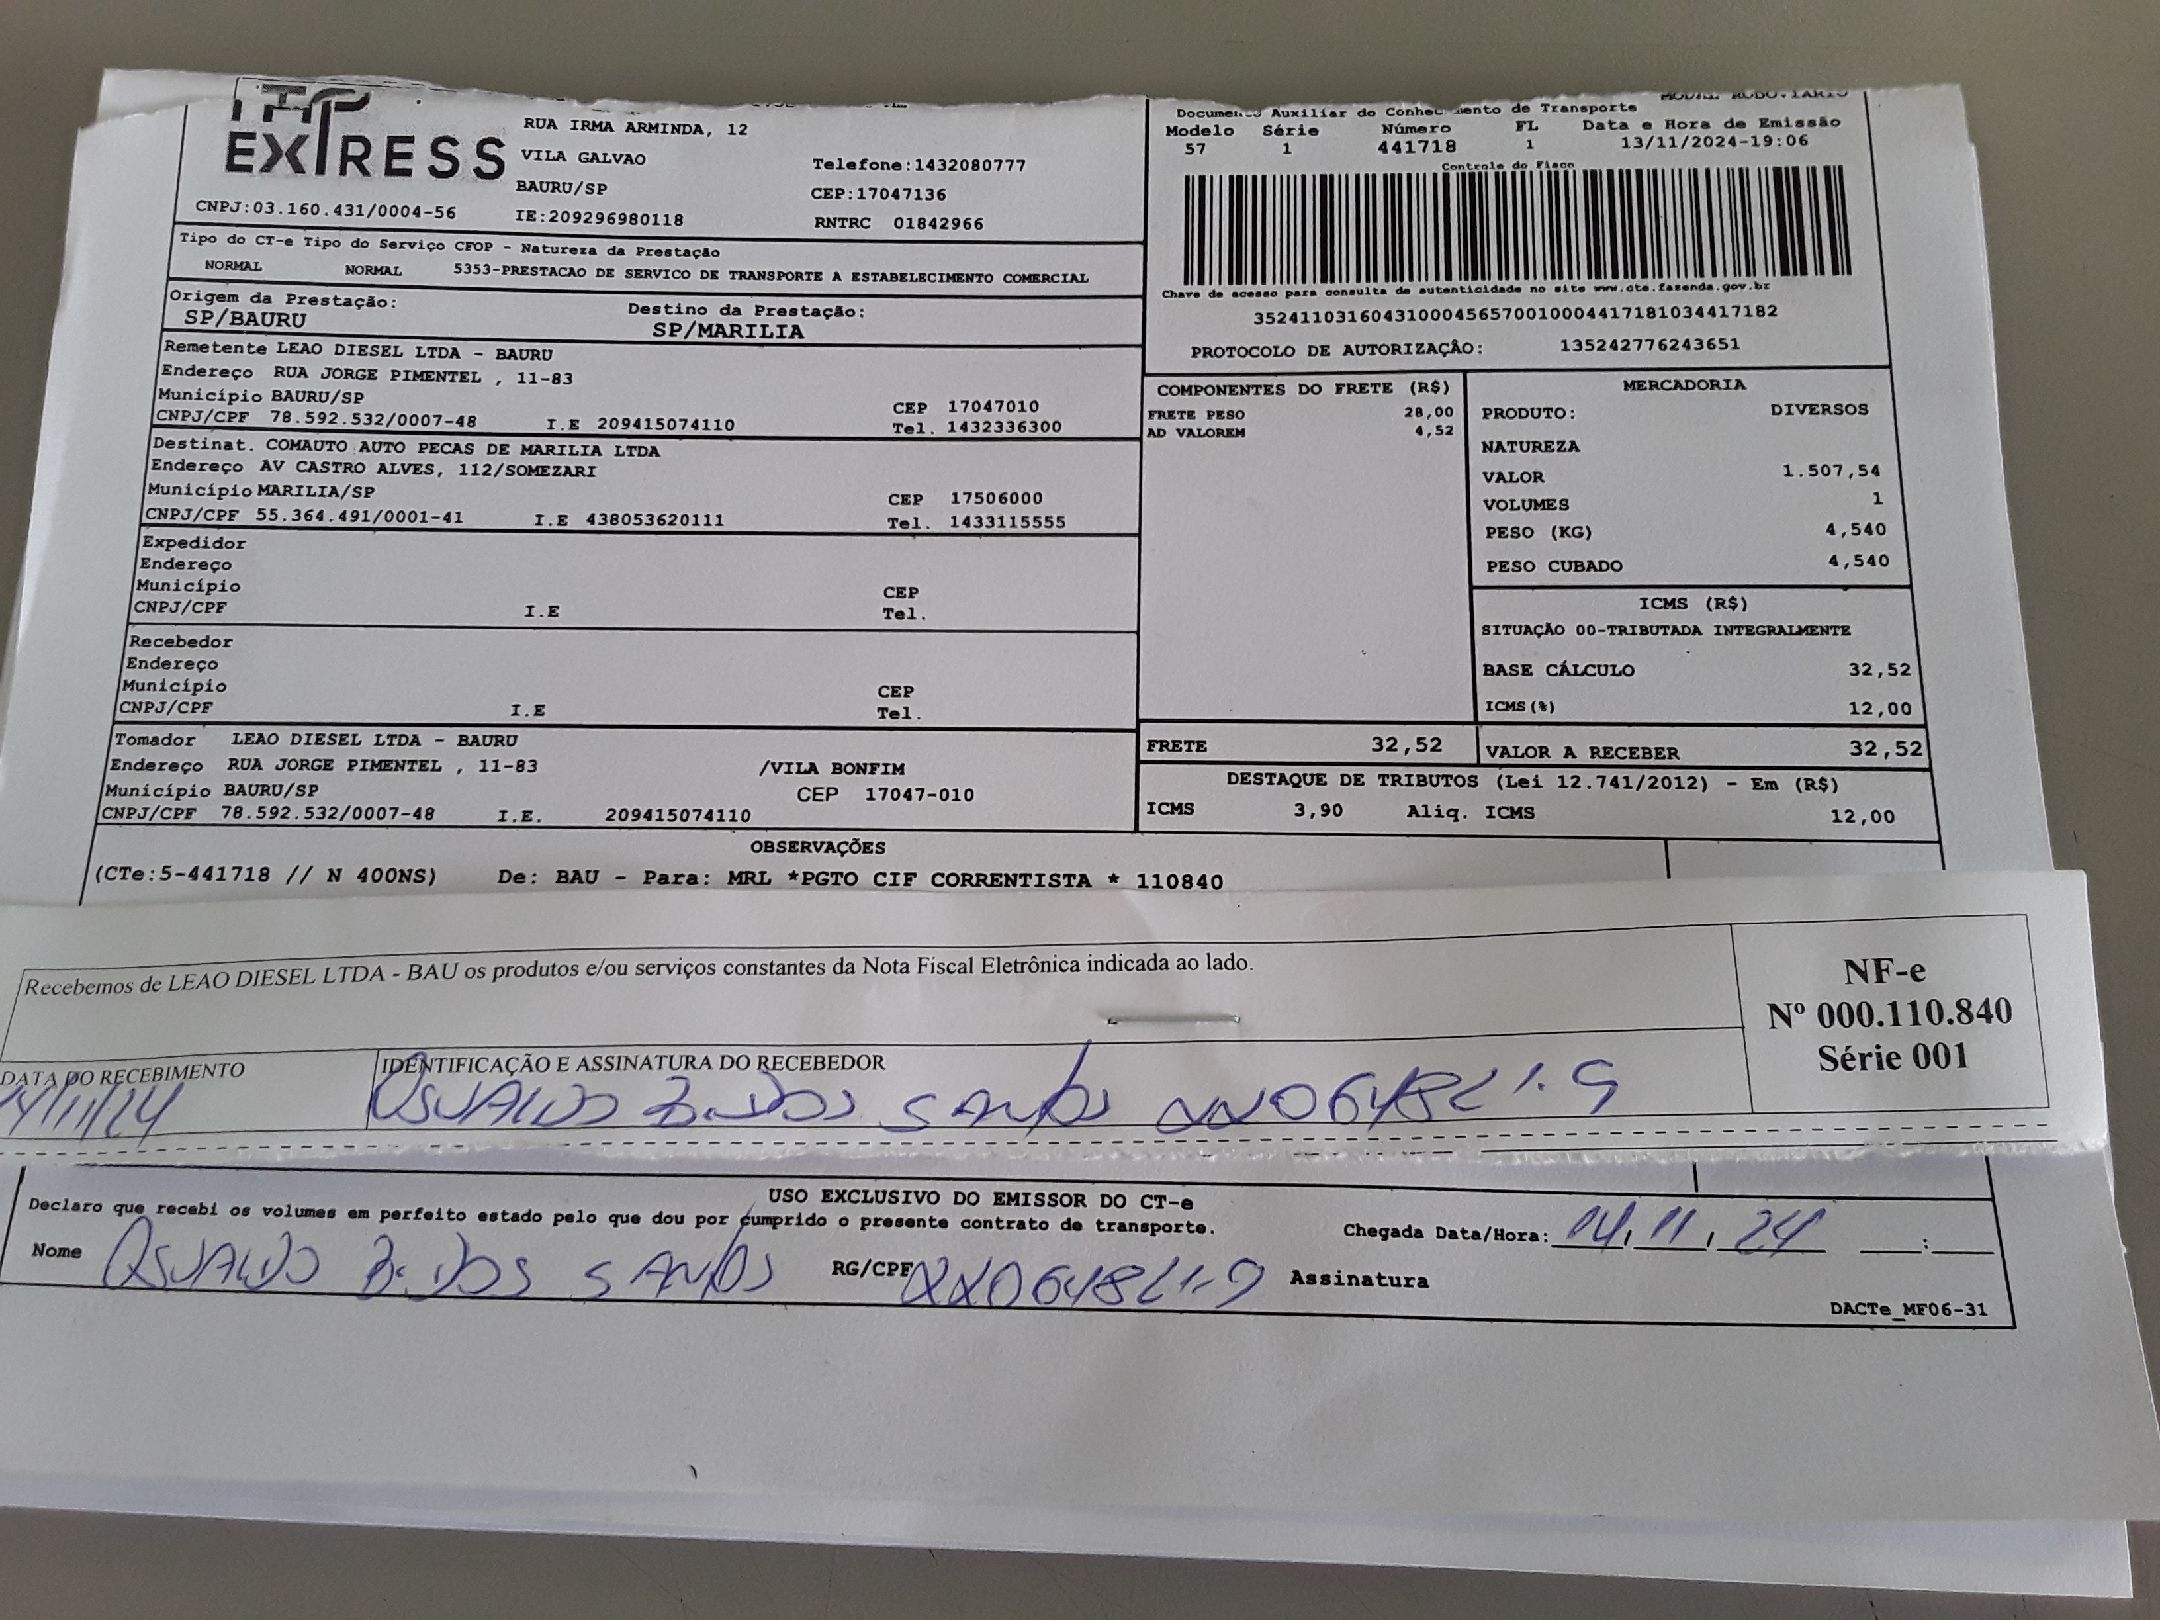 EXPRESS
RUA IRMA ARMINDA, 12
VILA GALVAO
Telefone:1432080777
BAURU/SP
CEP:17047136
CNPJ:03.160.431/0004-56
IE:209296980118
RNTRC 01842966
Documento Auxiliar do Conhecimento de Transporte
Modelo Série Número FL Data e Hora de Emissão
57 1 441718 1 13/11/2024-19:06
Controle do Fisco
Chave de acesso para consulta de autenticidade no site www.cte.fazenda.gov.br
35241103160431000456570010004417181034417182
PROTOCOLO DE AUTORIZAÇÃO: 135242776243651
Tipo do CT-e Tipo do Serviço CFOP - Natureza da Prestação
NORMAL NORMAL 5353-PRESTACAO DE SERVICO DE TRANSPORTE A ESTABELECIMENTO COMERCIAL
Origem da Prestação: Destino da Prestação:
SP/BAURU SP/MARILIA
Remetente LEAO DIESEL LTDA - BAURU
Endereço RUA JORGE PIMENTEL , 11-83
Município BAURU/SP CEP 17047010
CNPJ/CPF 78.592.532/0007-48 I.E 209415074110 Tel. 1432336300
Destinat. COMAUTO AUTO PECAS DE MARILIA LTDA
Endereço AV CASTRO ALVES, 112/SOMEZARI
Município MARILIA/SP CEP 17506000
CNPJ/CPF 55.364.491/0001-41 I.E 438053620111 Tel. 1433115555
Expedidor
Endereço
Município CEP
CNPJ/CPF I.E Tel.
Recebedor
Endereço
Município CEP
CNPJ/CPF I.E Tel.
Tomador LEAO DIESEL LTDA - BAURU
Endereço RUA JORGE PIMENTEL , 11-83 /VILA BONFIM
Município BAURU/SP CEP 17047-010
CNPJ/CPF 78.592.532/0007-48 I.E. 209415074110
COMPONENTES DO FRETE (R$)
FRETE PESO 28,00
AD VALOREM 4,52
MERCADORIA
PRODUTO: DIVERSOS
NATUREZA
VALOR 1.507,54
VOLUMES 1
PESO (KG) 4,540
PESO CUBADO 4,540
ICMS (R$)
SITUAÇÃO 00-TRIBUTADA INTEGRALMENTE
BASE CÁLCULO 32,52
ICMS(%) 12,00
FRETE 32,52 VALOR A RECEBER 32,52
DESTAQUE DE TRIBUTOS (Lei 12.741/2012) - Em (R$)
ICMS 3,90 Aliq. ICMS 12,00
OBSERVAÇÕES
(CTe:5-441718 // N 400NS) De: BAU - Para: MRL *PGTO CIF CORRENTISTA * 110840
Recebemos de LEAO DIESEL LTDA - BAU os produtos e/ou serviços constantes da Nota Fiscal Eletrônica indicada ao lado.
NF-e
Nº 000.110.840
Série 001
DATA DO RECEBIMENTO IDENTIFICAÇÃO E ASSINATURA DO RECEBEDOR
14/11/24 OSVALDO B. DOS SANTOS
USO EXCLUSIVO DO EMISSOR DO CT-e
Declaro que recebi os volumes em perfeito estado pelo que dou por cumprido o presente contrato de transporte.
Chegada Data/Hora: 14.11.24 :
Nome OSVALDO B. DOS SANTOS RG/CPF Assinatura
DACTe_MF06-31